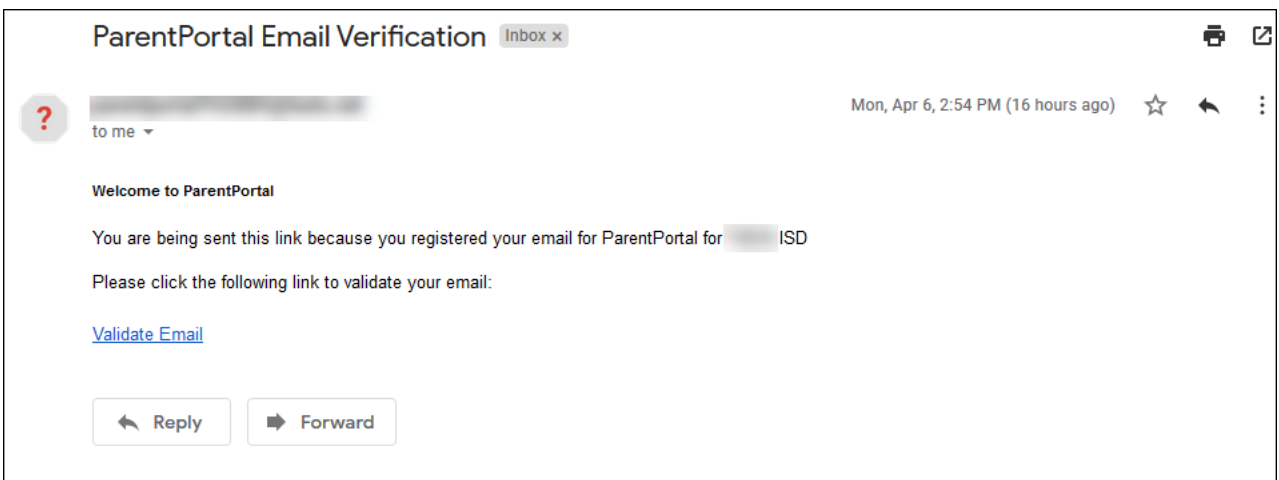 ParentPortal Email Verification Inbox x
?
Mon, Apr 6, 2:54 PM (16 hours ago)
to me
Welcome to ParentPortal
You are being sent this link because you registered your email for ParentPortal for ISD
Please click the following link to validate your email:
Validate Email
Reply Forward